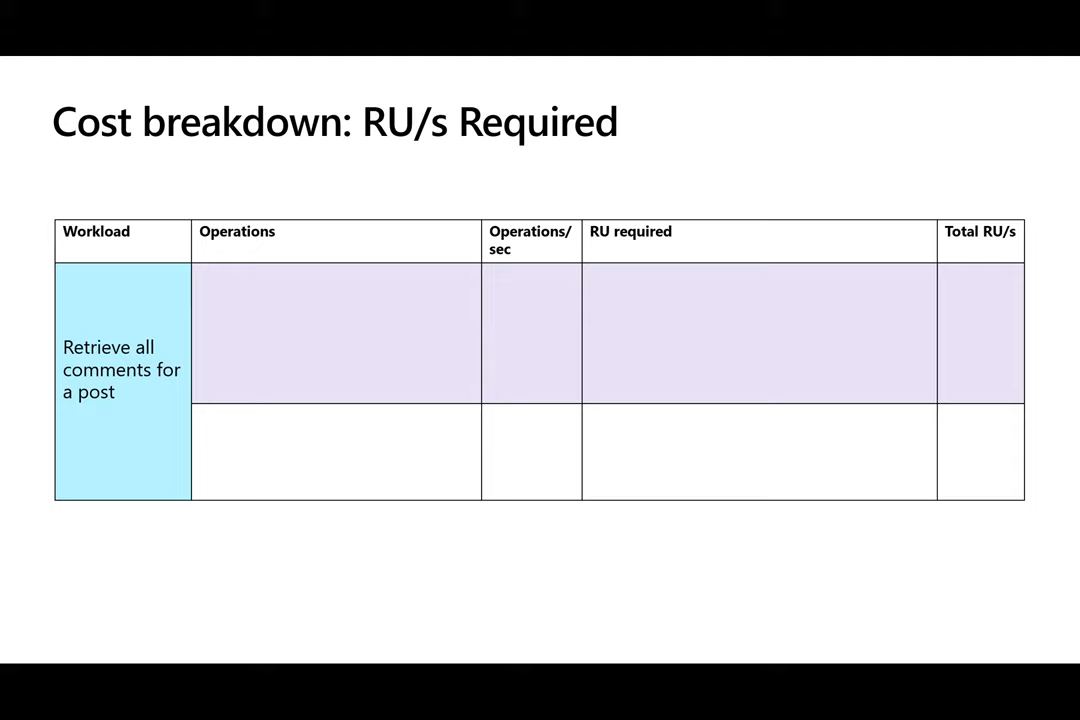 Cost breakdown: RU/s Required
Workload
Operations
Operations/
sec
RU required
Total RU/s
Retrieve all
comments for
a post